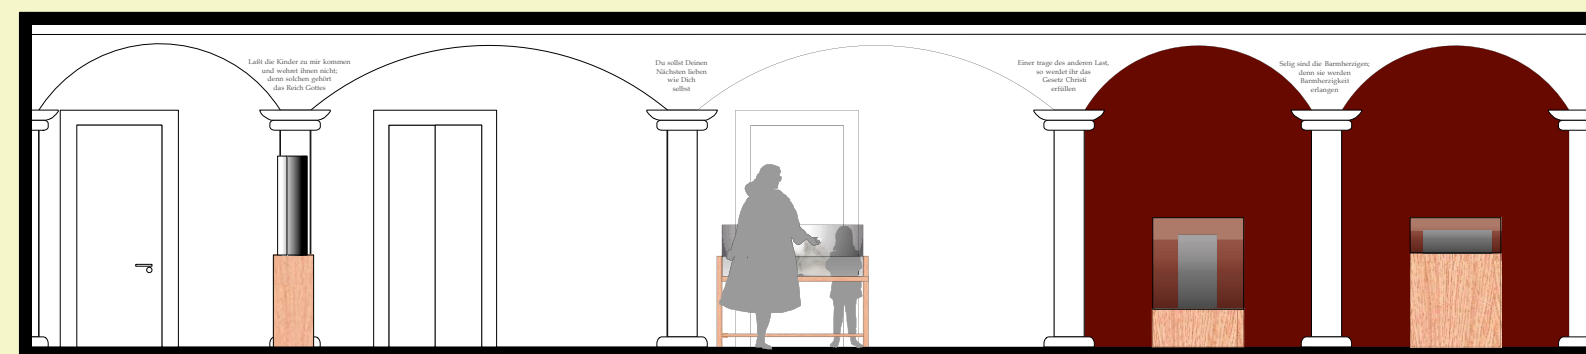 Laßt die Kinder zu mir kommen
und wehret ihnen nicht;
denn solchen gehört
das Reich Gottes
Du sollst Deinen
Nächsten lieben
wie Dich
selbst
Einer trage des anderen Last,
so werdet ihr das
Gesetz Christi
erfüllen
Selig sind die Barmherzigen;
denn sie werden
Barmherzigkeit
erlangen